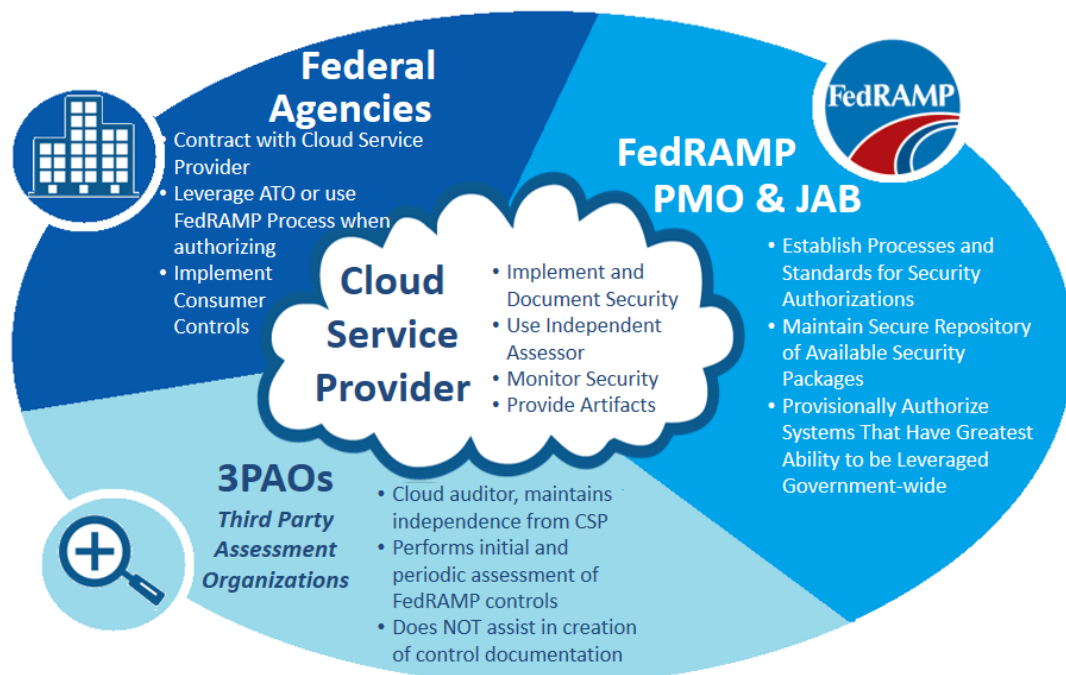 Federal
Agencies
• Contract with Cloud Service
Provider
• Leverage ATO or use
FedRAMP Process when
authorizing
• Implement
Consumer
Controls
FedRAMP
FedRAMP
PMO & JAB
• Establish Processes and
Standards for Security
Authorizations
• Maintain Secure Repository
of Available Security
Packages
• Provisionally Authorize
Systems That Have Greatest
Ability to be Leveraged
Government-wide
Cloud
Service
Provider
• Implement and
Document Security
• Use Independent
Assessor
• Monitor Security
• Provide Artifacts
3PAOs
Third Party
Assessment
Organizations
• Cloud auditor, maintains
independence from CSP
• Performs initial and
periodic assessment of
FedRAMP controls
• Does NOT assist in creation
of control documentation